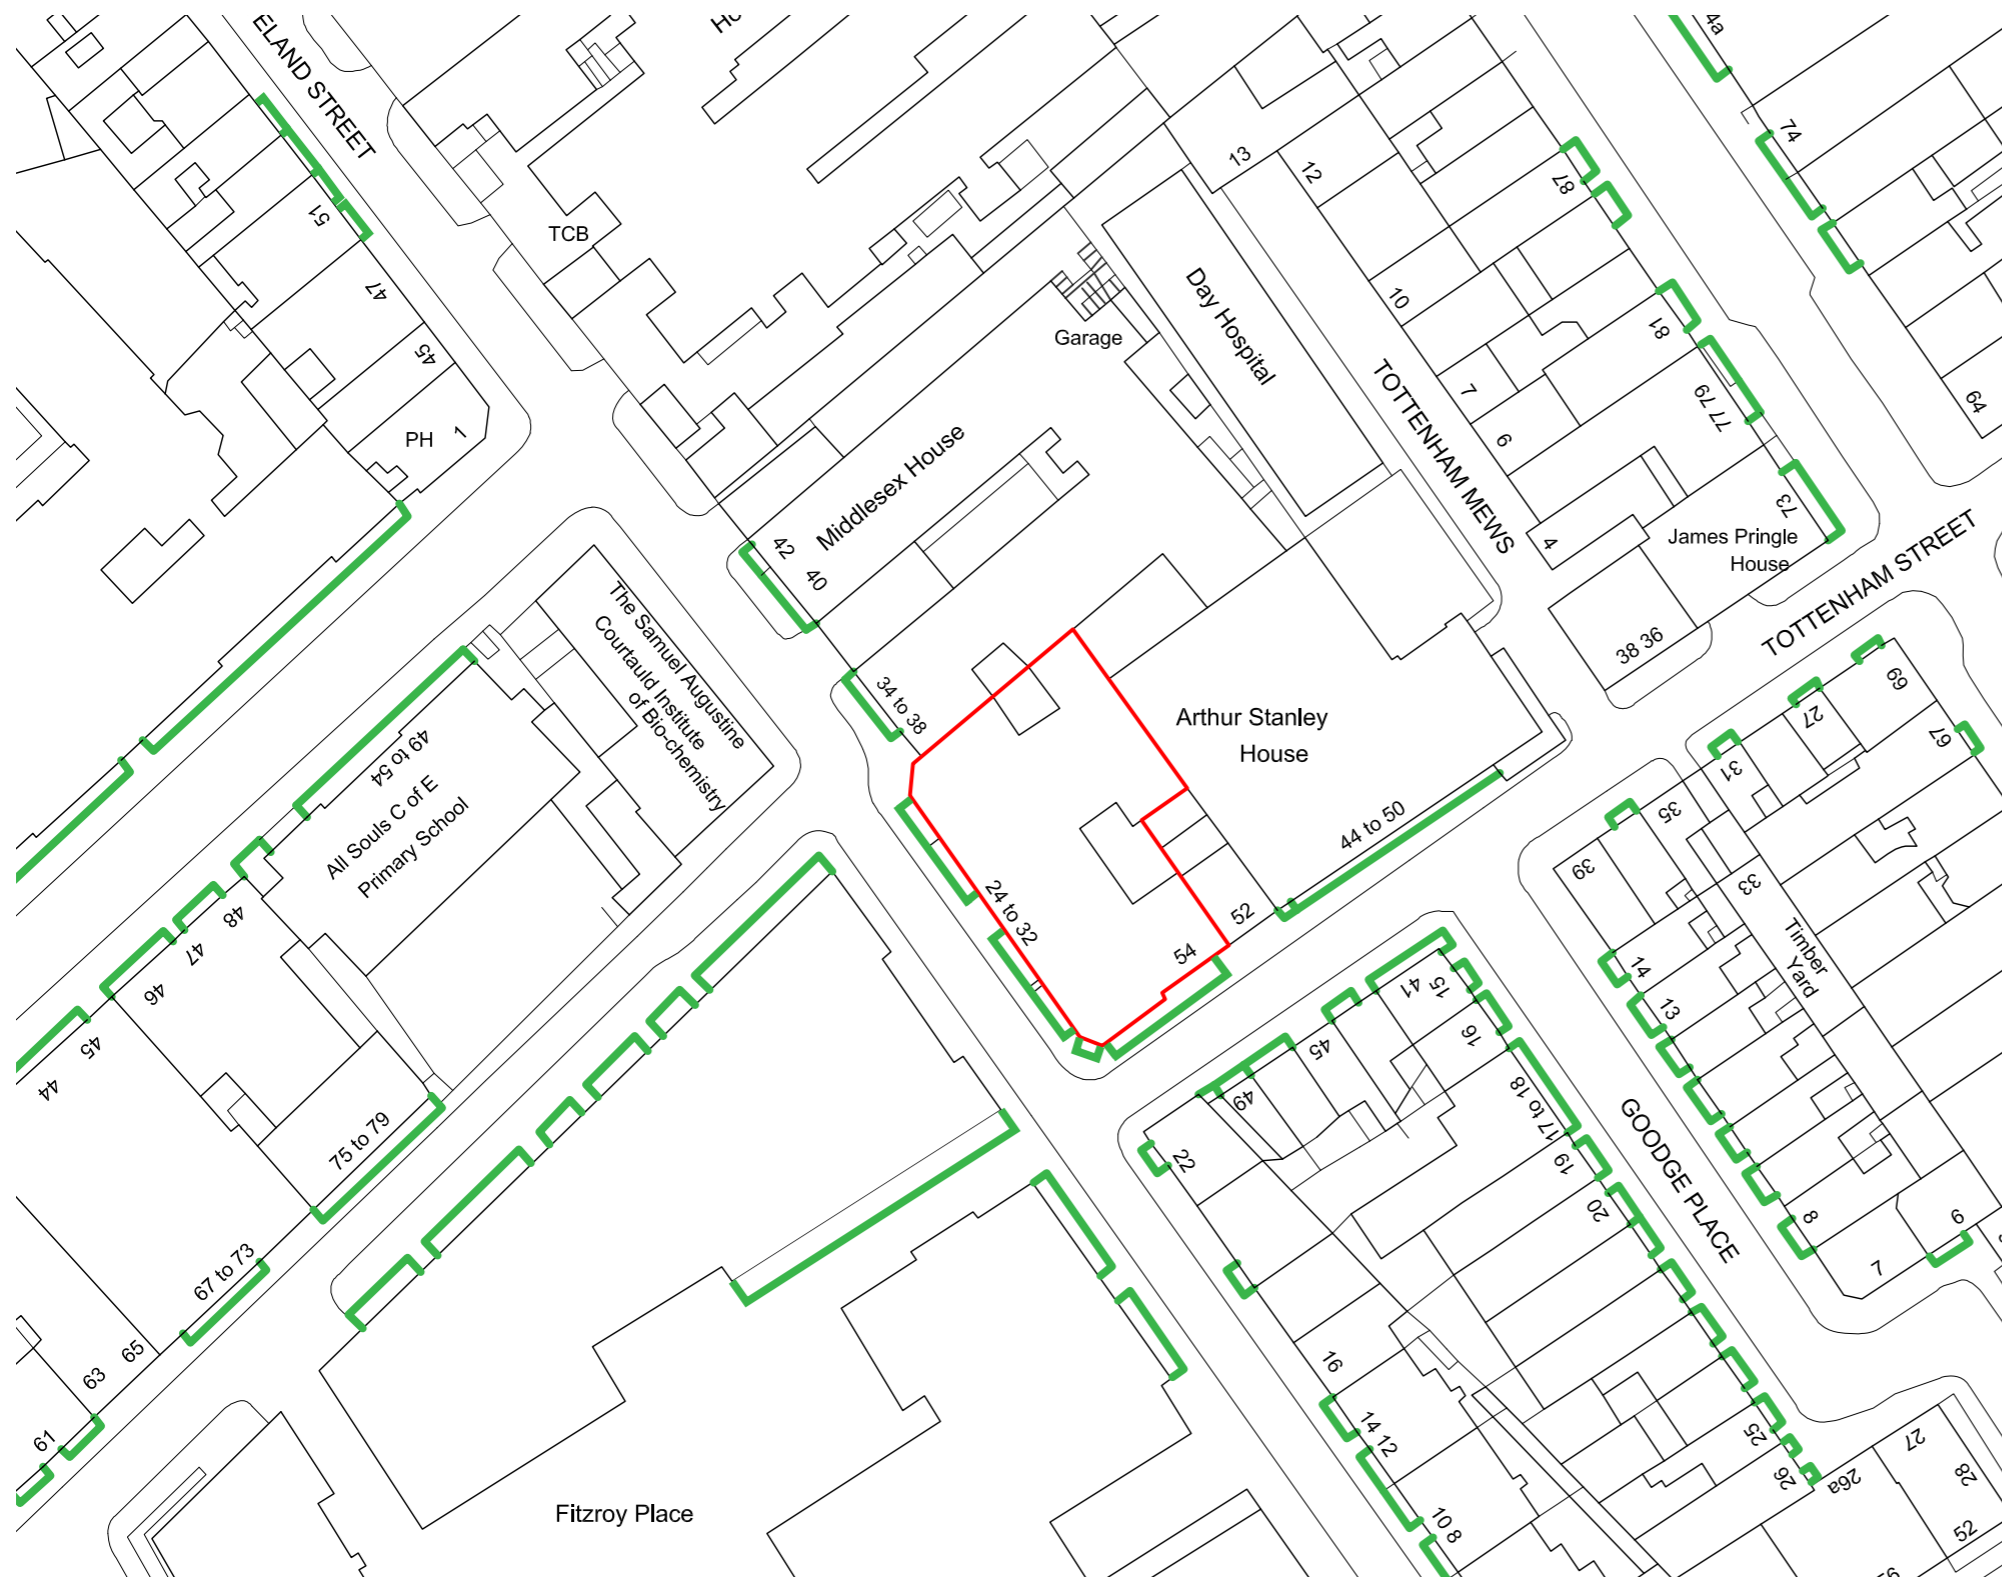 ELAND STREET
4a
74
13
12
87
51
TCB
47
Day Hospital
10
Garage
81
45
TOTTENHAM MEWS
7
77 79
64
PH
1
6
Middlesex House
73
42
40
4
James Pringle
House
TOTTENHAM STREET
The Samuel Augustine
Courtauld Institute
of Bio-chemistry
38 36
34 to 38
69
Arthur Stanley
House
27
67
49 to 54
31
All Souls C of E
Primary School
44 to 50
35
39
33
24 to 32
52
54
48
47
46
45
44
Timber
Yard
14
13
41
15
16
45
49
17 to 18
75 to 79
22
19
20
GOODGE PLACE
8
9
7
67 to 73
65
63
61
16
14 12
10 8
25
26
26a
27
28
52
Fitzroy Place